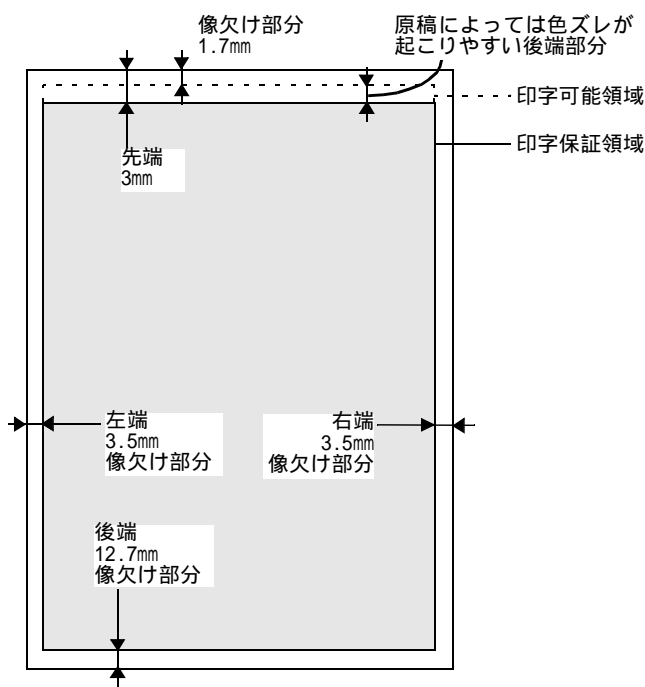 像欠け部分
1.7㎜
原稿によっては色ズレが
起こりやすい後端部分
印字可能領域
印字保証領域
先端
3㎜
左端
3.5㎜
像欠け部分
右端
3.5㎜
像欠け部分
後端
12.7㎜
像欠け部分